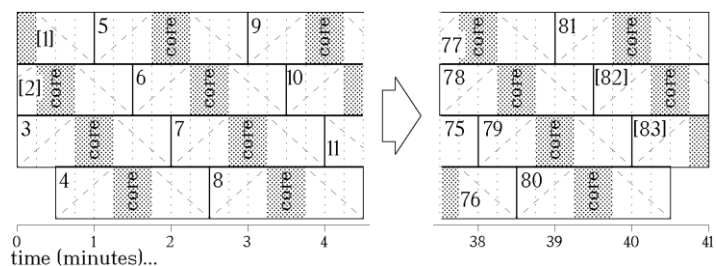 [1] 5 core 9 core 77 core 81 core
[2] core 6 core 10 78 core [82] core
3 core 7 core 11 75 79 core [83]
4 core 8 core 76 80 core
0 1 2 3 4 38 39 40 41
time (minutes)...